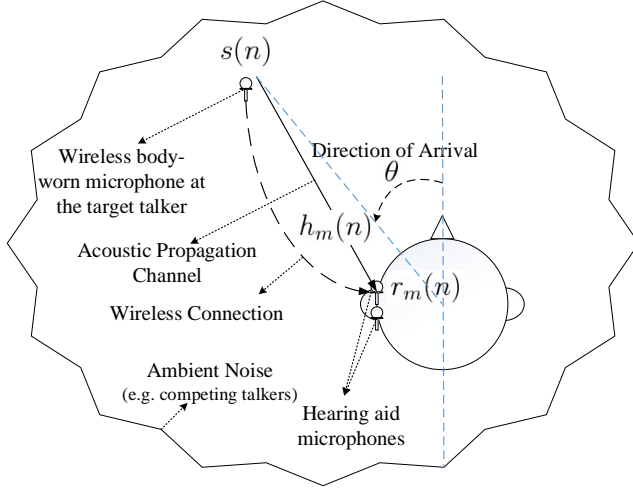 s(n)
Direction of Arrival
θ
Wireless body-
worn microphone at
the target talker
h_m(n)
Acoustic Propagation
Channel
r_m(n)
Wireless Connection
Ambient Noise
(e.g. competing talkers)
Hearing aid
microphones